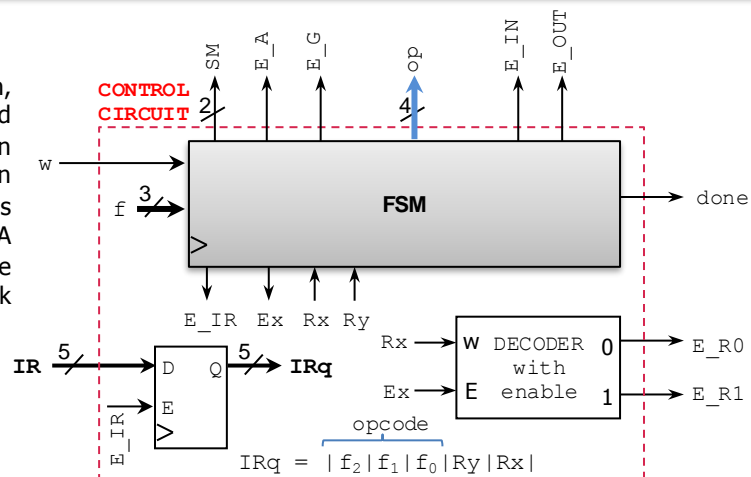 SM
E_A
E_G
op
E_IN
E_OUT
n,
d
n
n
s
A
e
k
CONTROL
CIRCUIT
2
4
w
f
3
FSM
done
E_IR Ex Rx Ry
IR
5
D
Q
5
IRq
E
E_IR
Rx
w
DECODER
with
enable
0
E_R0
Ex
E
1
E_R1
opcode
IRq = |f2|f1|f0|Ry|Rx|